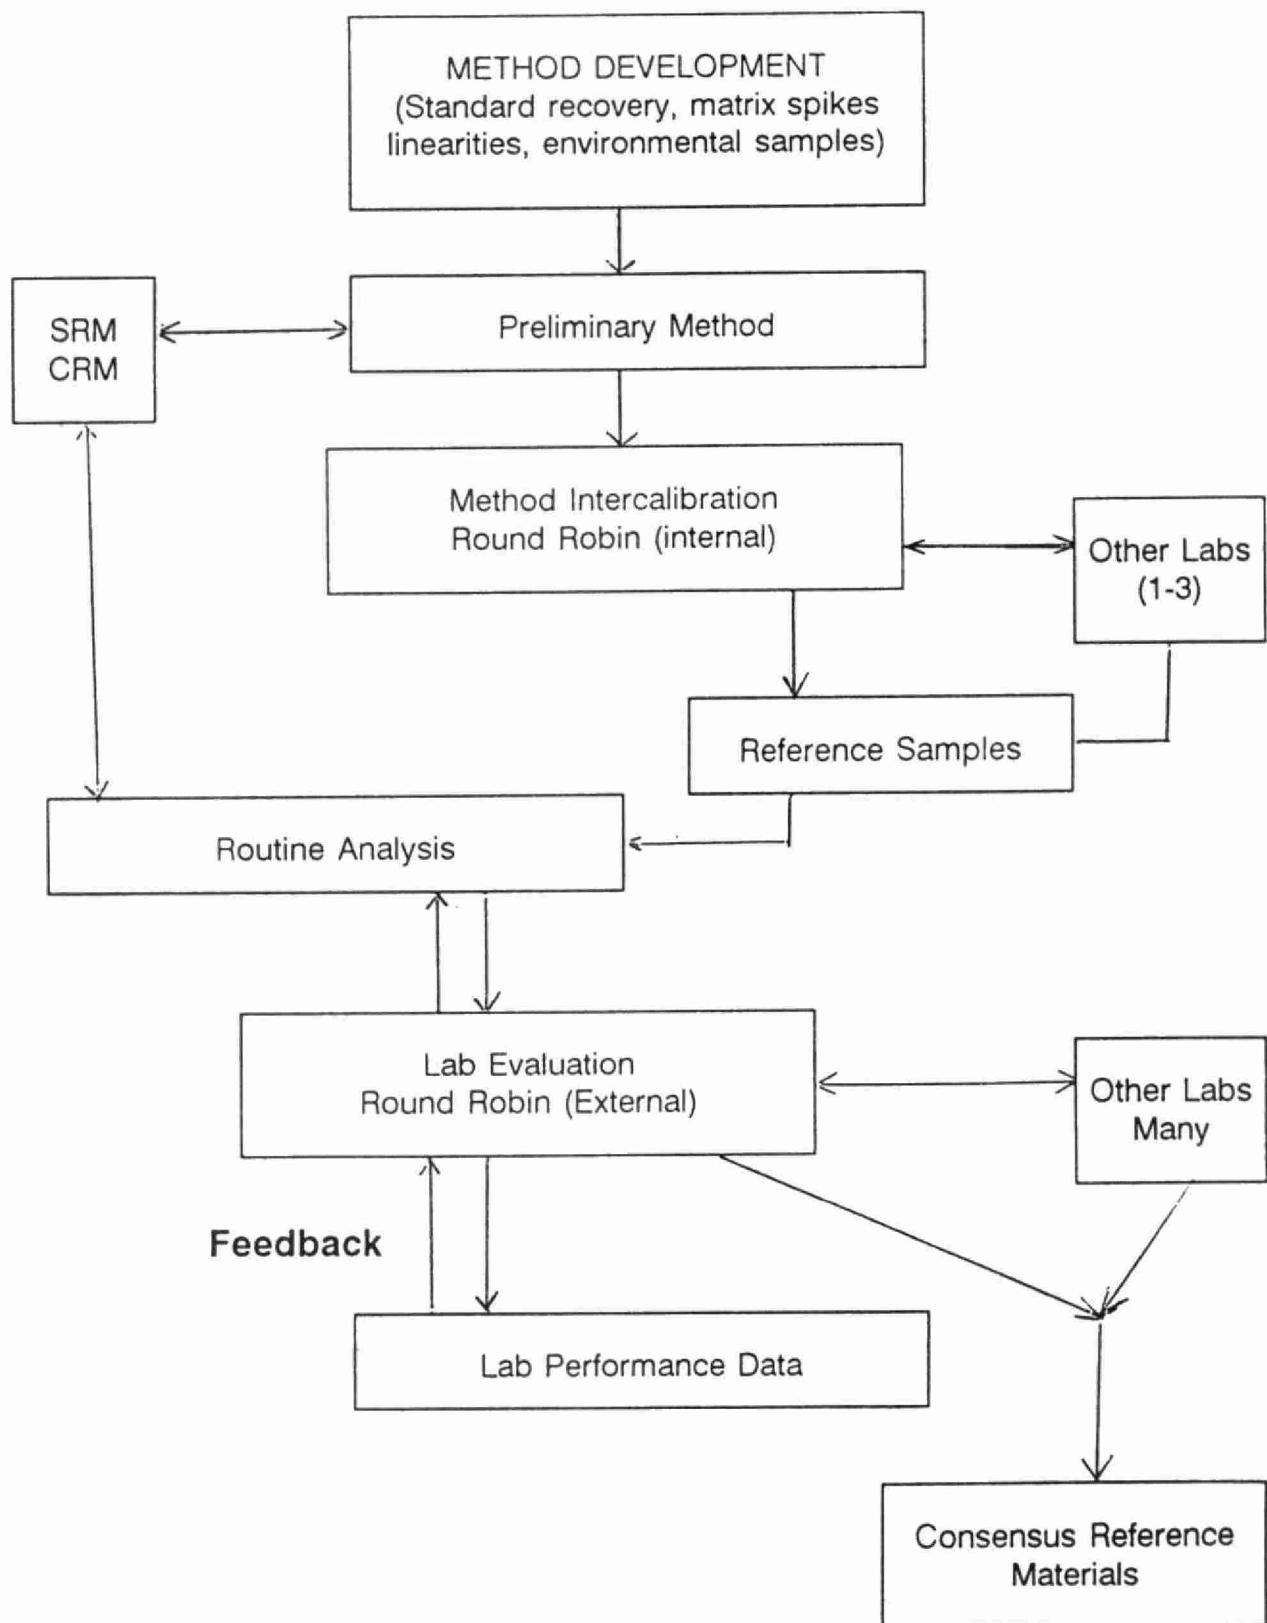 METHOD DEVELOPMENT
(Standard recovery, matrix spikes
linearities, environmental samples)
SRM
CRM
Preliminary Method
Method Intercalibration
Round Robin (internal)
Other Labs
(1-3)
Reference Samples
Routine Analysis
Lab Evaluation
Round Robin (External)
Other Labs
Many
Feedback
Lab Performance Data
Consensus Reference
Materials